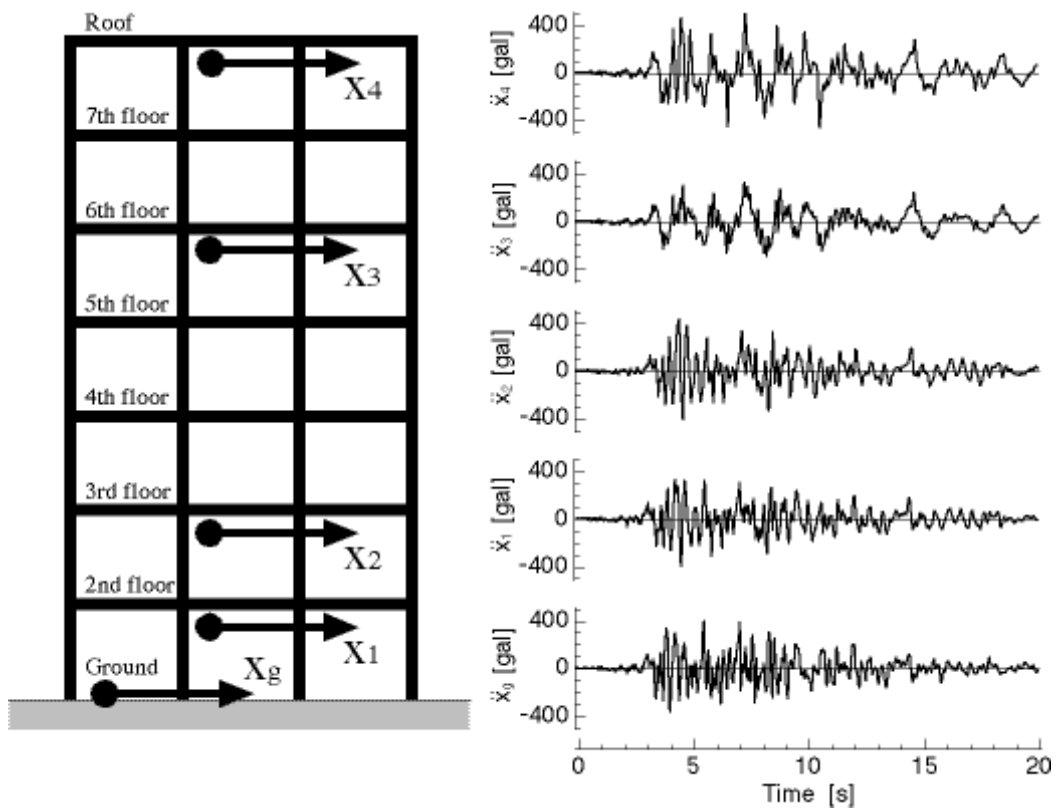 Roof
X4
7th floor
6th floor
X3
5th floor
4th floor
3rd floor
X2
2nd floor
X1
Ground
Xg
400
0
-400
ẍ4 [gal]
400
0
-400
ẍ3 [gal]
400
0
-400
ẍ2 [gal]
400
0
-400
ẍ1 [gal]
400
0
-400
ẍg [gal]
0 5 10 15 20
Time [s]